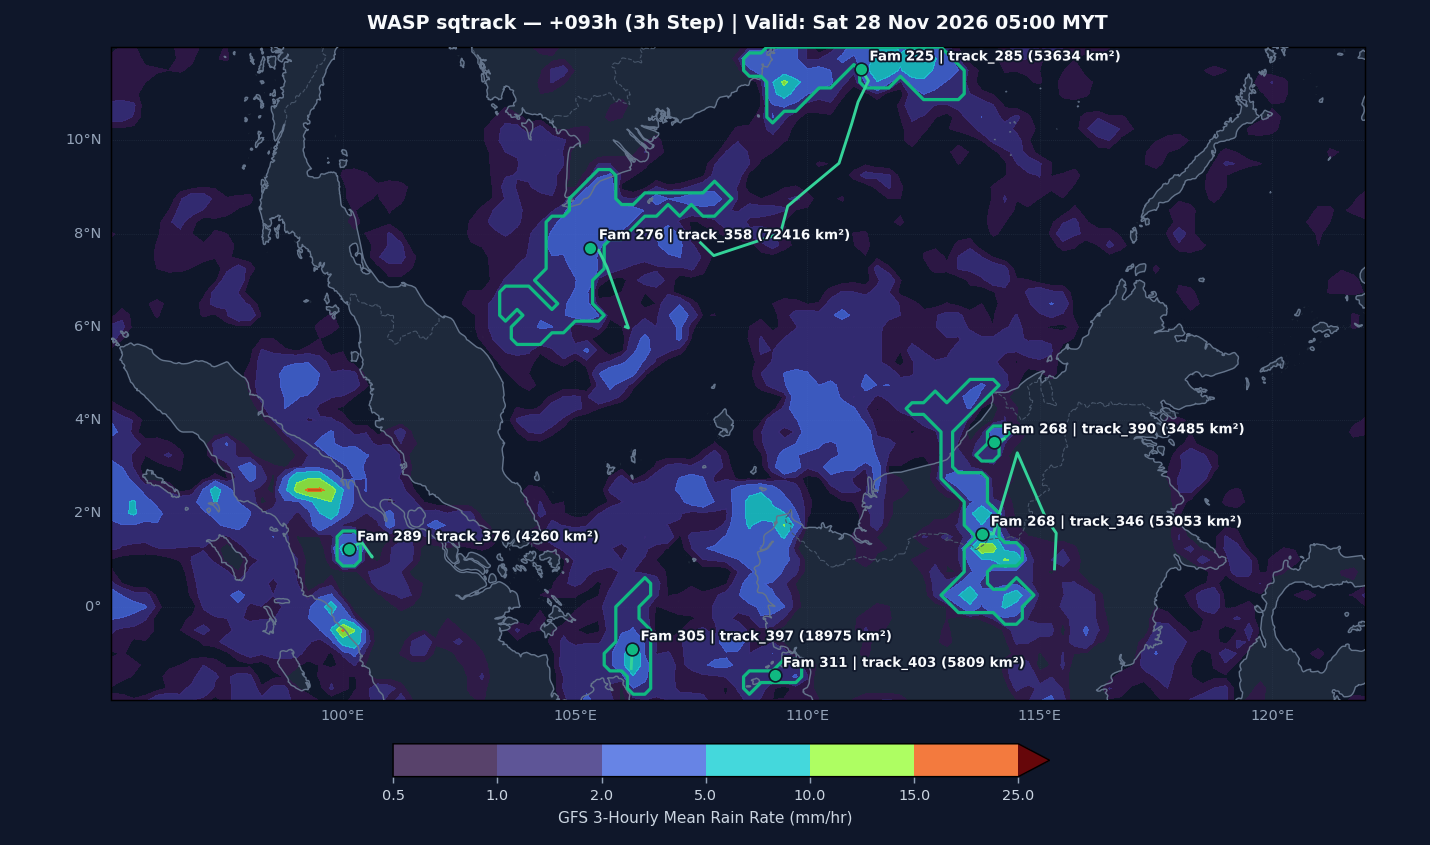 WASP sqtrack — +093h (3h Step) | Valid: Sat 28 Nov 2026 05:00 MYT
Fam 225 | track_285 (53634 km²)
10°N
8°N
Fam 276 | track_358 (72416 km²)
6°N
4°N
Fam 268 | track_390 (3485 km²)
2°N
Fam 268 | track_346 (53053 km²)
Fam 289 | track_376 (4260 km²)
0°
Fam 305 | track_397 (18975 km²)
Fam 311 | track_403 (5809 km²)
100°E 105°E 110°E 115°E 120°E
0.5 1.0 2.0 5.0 10.0 15.0 25.0
GFS 3-Hourly Mean Rain Rate (mm/hr)